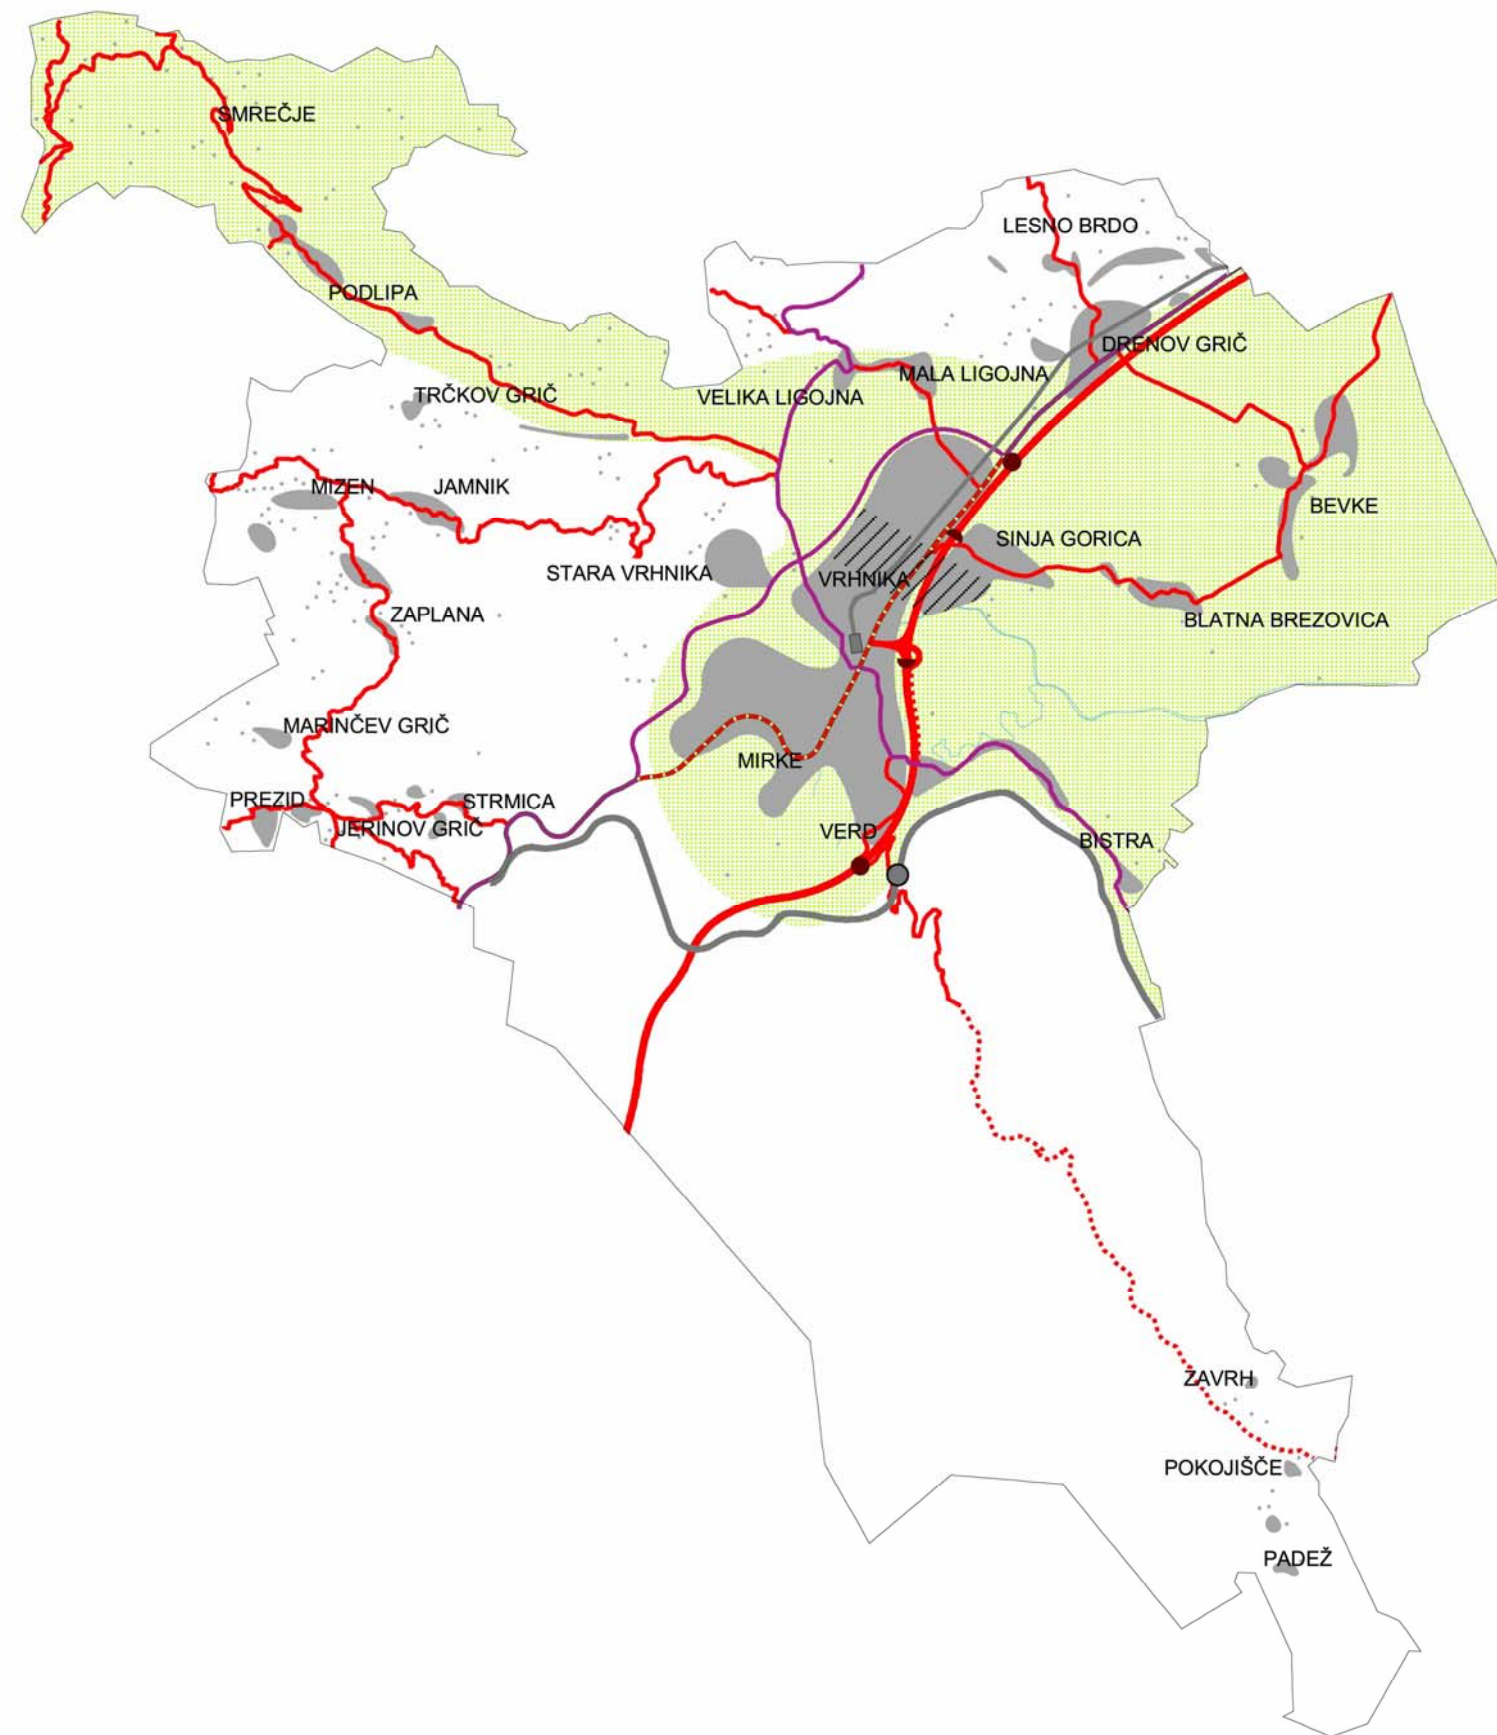 SMREČJE
LESNO BRDO
PODLIPA
DRENOV GRIČ
MALA LIGOJNA
TRČKOV GRIČ
VELIKA LIGOJNA
MIZEN
JAMNIK
BEVKE
SINJA GORICA
STARA VRHNIKA
VRHNIKA
ZAPLANA
BLATNA BREZOVICA
MARINČEV GRIČ
MIRKE
PREZID
STRMICA
JERINOV GRIČ
VERD
BISTRA
ZAVRH
POKOJIŠČE
PADEŽ